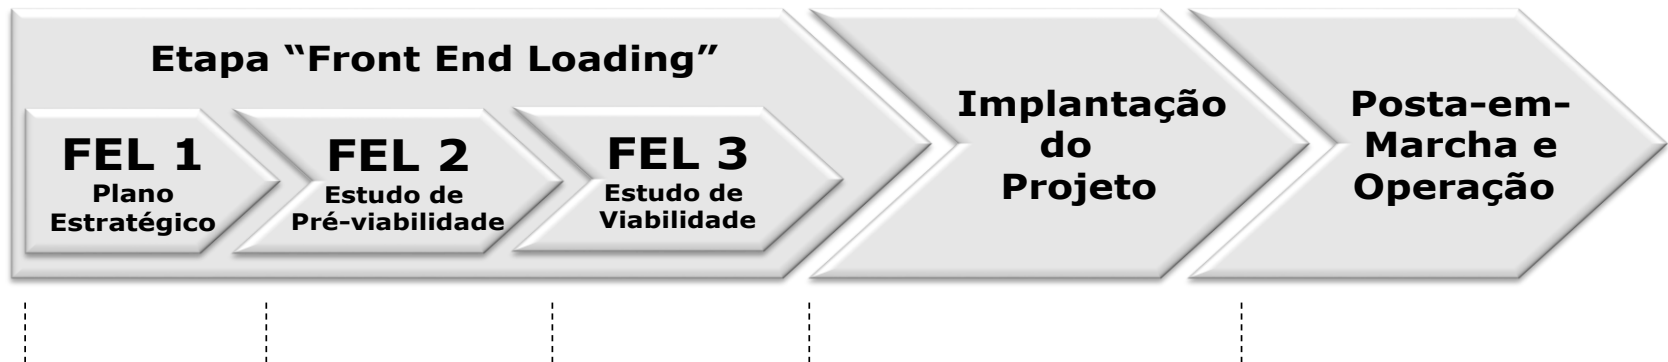 Etapa “Front End Loading”
FEL 1
Plano
Estratégico
FEL 2
Estudo de
Pré-viabilidade
FEL 3
Estudo de
Viabilidade
Implantação
do
Projeto
Posta-em-
Marcha e
Operação